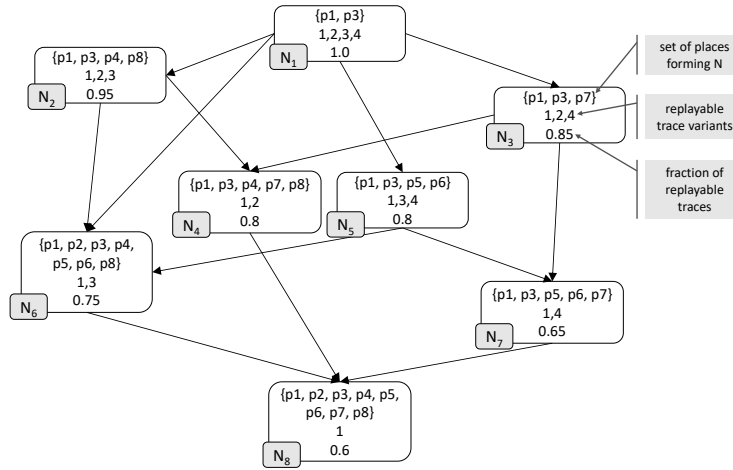 {p1, p3}
1,2,3,4
1.0
N1
{p1, p3, p4, p8}
1,2,3
0.95
N2
{p1, p3, p7}
1,2,4
0.85
N3
set of places
forming N
replayable
trace variants
fraction of
replayable
traces
{p1, p3, p4, p7, p8}
1,2
0.8
N4
{p1, p3, p5, p6}
1,3,4
0.8
N5
{p1, p2, p3, p4,
p5, p6, p8}
1,3
0.75
N6
{p1, p3, p5, p6, p7}
1,4
0.65
N7
{p1, p2, p3, p4, p5,
p6, p7, p8}
1
0.6
N8